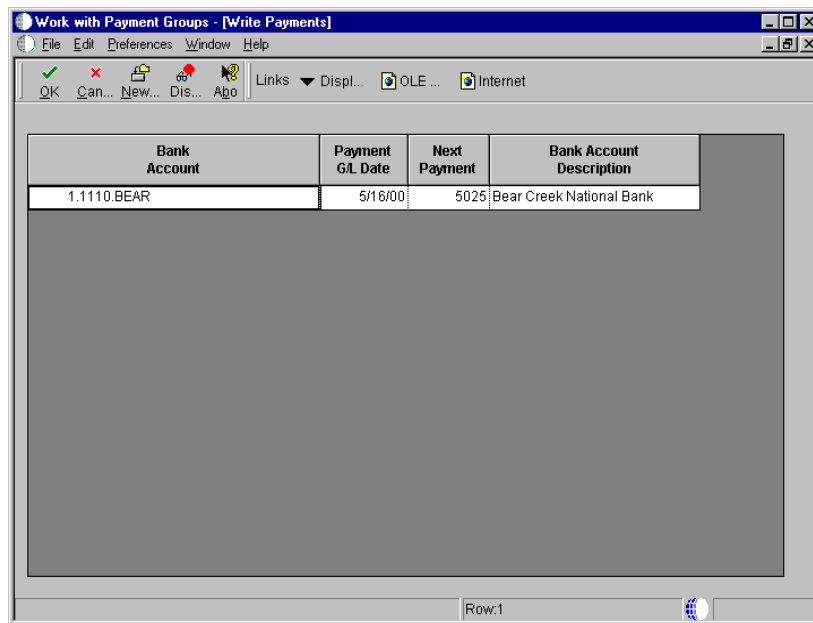 Work with Payment Groups - [Write Payments]
File Edit Preferences Window Help
OK Can... New... Dis... Abo Links Displ... OLE ... Internet
Bank Account Payment G/L Date Next Payment Bank Account Description
1.1110.BEAR 5/16/00 5025 Bear Creek National Bank
Row:1